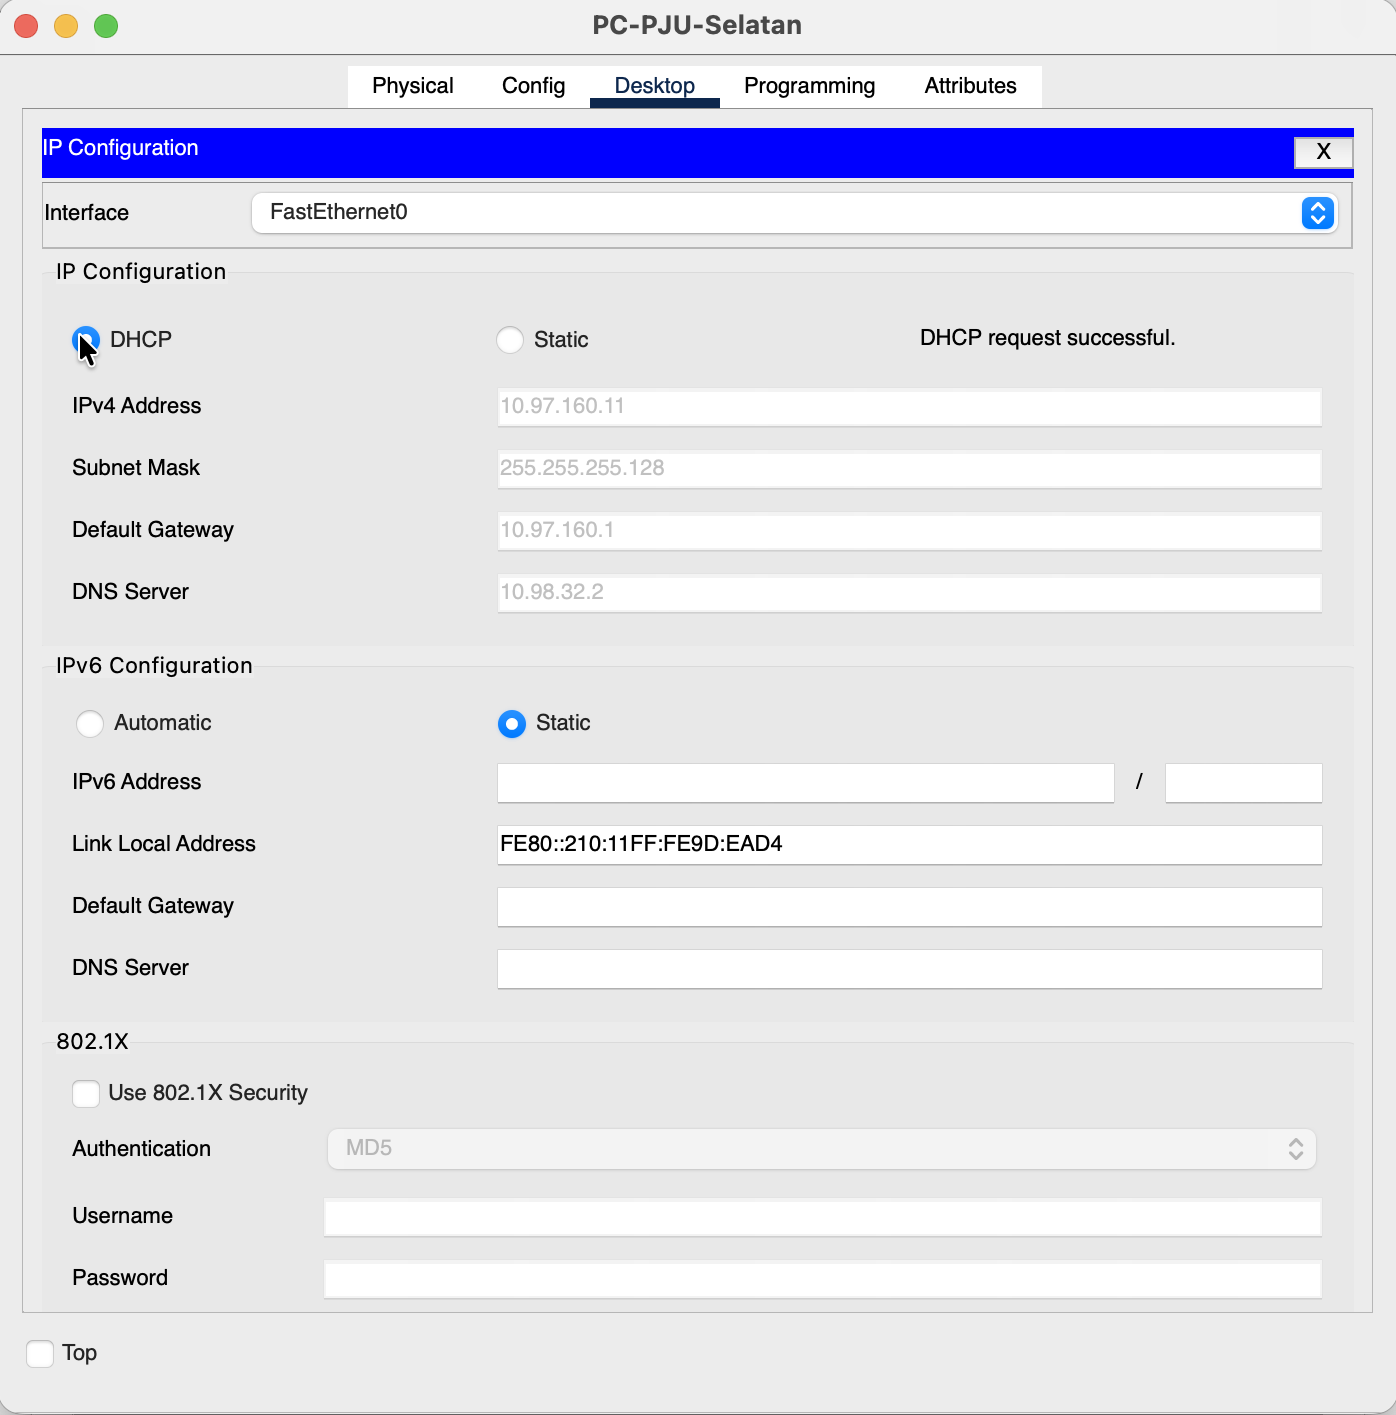 PC-PJU-Selatan
Physical Config Desktop Programming Attributes
IP Configuration X
Interface FastEthernet0
IP Configuration
DHCP Static DHCP request successful.
IPv4 Address 10.97.160.11
Subnet Mask 255.255.255.128
Default Gateway 10.97.160.1
DNS Server 10.98.32.2
IPv6 Configuration
Automatic Static
IPv6 Address /
Link Local Address FE80::210:11FF:FE9D:EAD4
Default Gateway
DNS Server
802.1X
Use 802.1X Security
Authentication MD5
Username
Password
Top